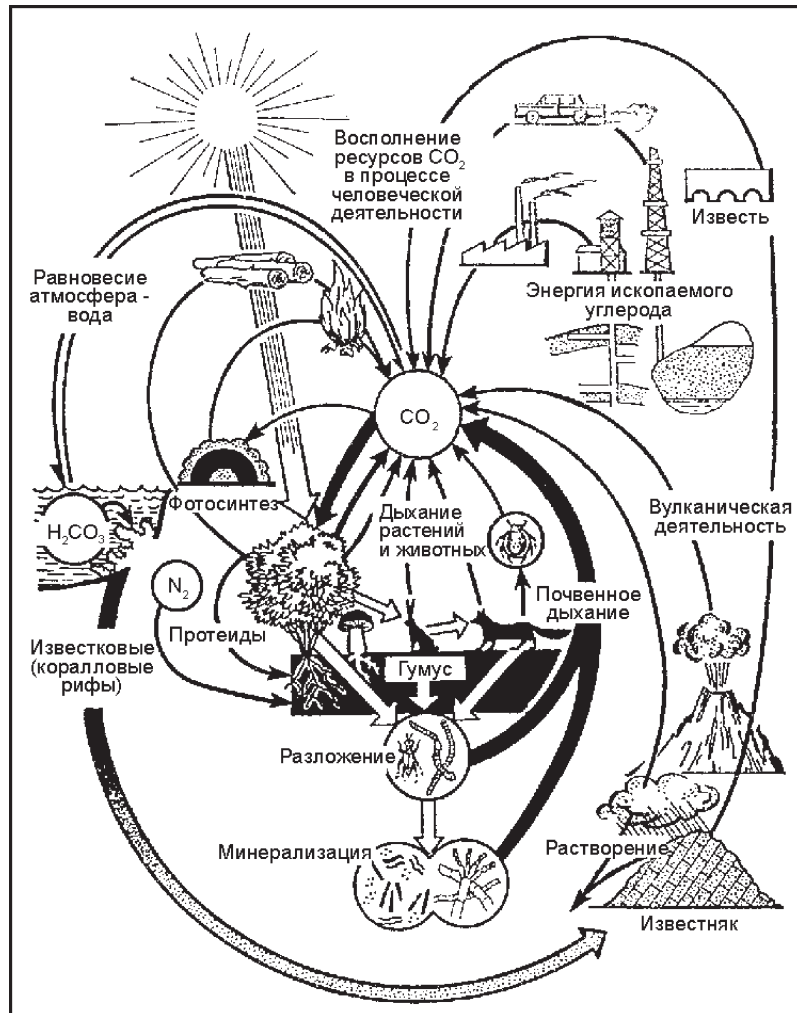 Восполнение
ресурсов CO₂
в процессе
человеческой
деятельности
Известь
Равновесие
атмосфера -
вода
Энергия ископаемого
углерода
CO₂
Фотосинтез
H₂CO₃
Дыхание
растений
и животных
Вулканическая
деятельность
N₂
Протеиды
Почвенное
дыхание
Известковые
(коралловые
рифы)
Гумус
Разложение
Минерализация
Растворение
Известняк